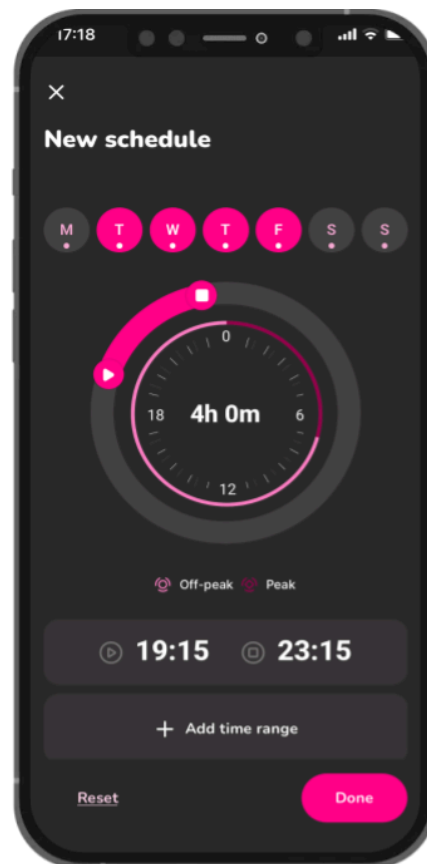 17:18
New schedule
M T W T F S S
0
18 4h 0m 6
12
Off-peak Peak
19:15 23:15
+ Add time range
Reset Done